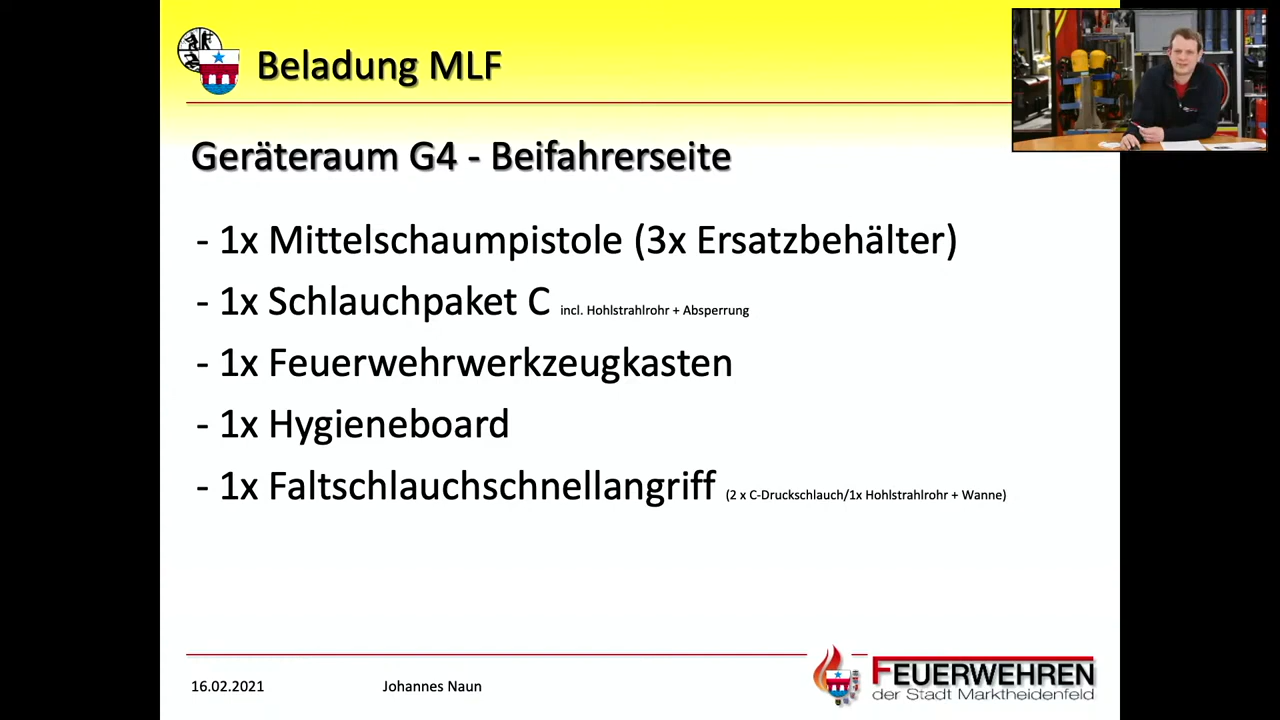 Beladung MLF
Geräteraum G4 - Beifahrerseite
- 1x Mittelschaumpistole (3x Ersatzbehälter)
- 1x Schlauchpaket C incl. Hohlstrahlrohr + Absperrung
- 1x Feuerwehrwerkzeugkasten
- 1x Hygieneboard
- 1x Faltschlauchschnellangriff (2 x C-Druckschlauch/1x Hohlstrahlrohr + Wanne)
16.02.2021
Johannes Naun
FEUERWEHREN
der Stadt Marktheidenfeld